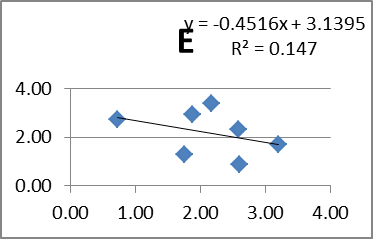 y = -0.4516x + 3.1395
E
R² = 0.147
4.00
2.00
0.00
0.00 1.00 2.00 3.00 4.00